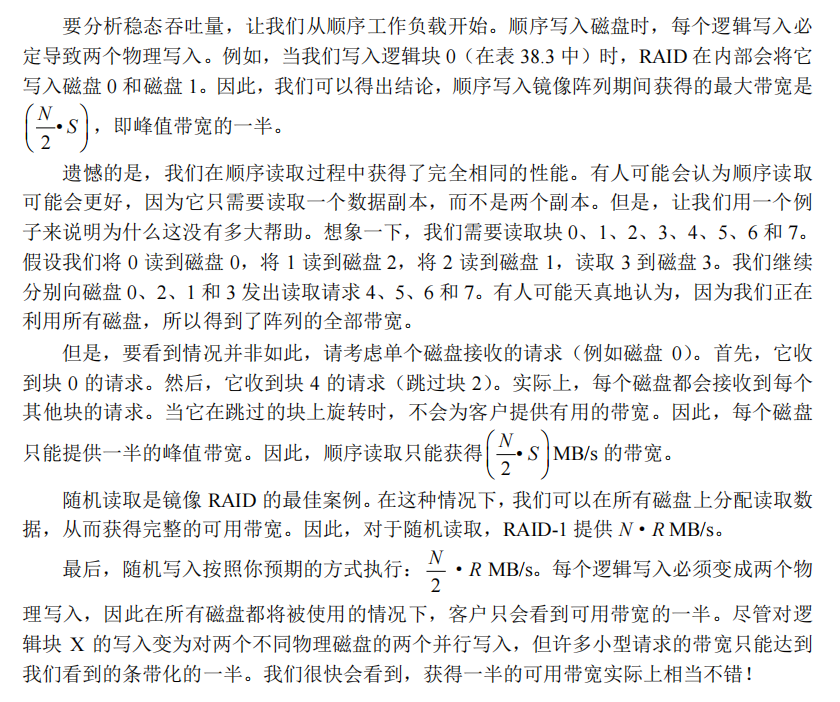 要分析稳态吞吐量，让我们从顺序工作负载开始。顺序写入磁盘时，每个逻辑写入必
定导致两个物理写入。例如，当我们写入逻辑块 0（在表 38.3 中）时，RAID 在内部会将它
写入磁盘 0 和磁盘 1。因此，我们可以得出结论，顺序写入镜像阵列期间获得的最大带宽是
(N/2•S)，即峰值带宽的一半。
遗憾的是，我们在顺序读取过程中获得了完全相同的性能。有人可能会认为顺序读取
可能会更好，因为它只需要读取一个数据副本，而不是两个副本。但是，让我们用一个例
子来说明为什么这没有多大帮助。想象一下，我们需要读取块 0、1、2、3、4、5、6 和 7。
假设我们将 0 读到磁盘 0，将 1 读到磁盘 2，将 2 读到磁盘 1，读取 3 到磁盘 3。我们继续
分别向磁盘 0、2、1 和 3 发出读取请求 4、5、6 和 7。有人可能天真地认为，因为我们正在
利用所有磁盘，所以得到了阵列的全部带宽。
但是，要看到情况并非如此，请考虑单个磁盘接收的请求（例如磁盘 0）。首先，它收
到块 0 的请求。然后，它收到块 4 的请求（跳过块 2）。实际上，每个磁盘都会接收到每个
其他块的请求。当它在跳过的块上旋转时，不会为客户提供有用的带宽。因此，每个磁盘
只能提供一半的峰值带宽。因此，顺序读取只能获得(N/2•S)MB/s 的带宽。
随机读取是镜像 RAID 的最佳案例。在这种情况下，我们可以在所有磁盘上分配读取数
据，从而获得完整的可用带宽。因此，对于随机读取，RAID-1 提供 N•R MB/s。
最后，随机写入按照你预期的方式执行：N/2•R MB/s。每个逻辑写入必须变成两个物
理写入，因此在所有磁盘都将被使用的情况下，客户只会看到可用带宽的一半。尽管对逻
辑块 X 的写入变为对两个不同物理磁盘的两个并行写入，但许多小型请求的带宽只能达到
我们看到的条带化的一半。我们很快会看到，获得一半的可用带宽实际上相当不错！